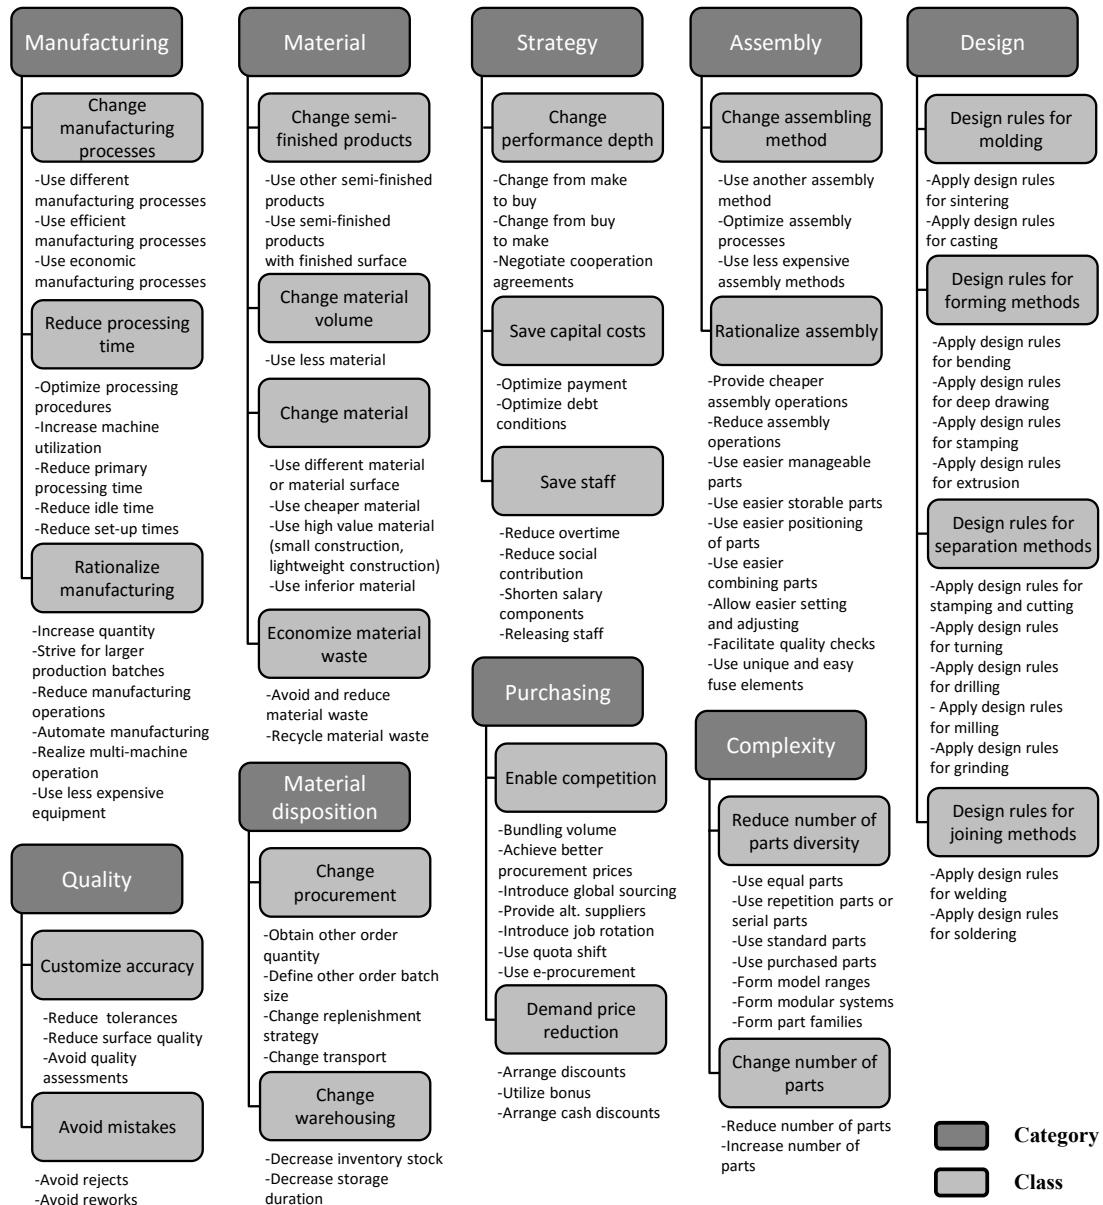 Manufacturing
Change
manufacturing
processes
-Use different
manufacturing processes
-Use efficient
manufacturing processes
-Use economic
manufacturing processes
Reduce processing
time
-Optimize processing
procedures
-Increase machine
utilization
-Reduce primary
processing time
-Reduce idle time
-Reduce set-up times
Rationalize
manufacturing
-Increase quantity
-Strive for larger
production batches
-Reduce manufacturing
operations
-Automate manufacturing
-Realize multi-machine
operation
-Use less expensive
equipment
Quality
Customize accuracy
-Reduce tolerances
-Reduce surface quality
-Avoid quality
assessments
Avoid mistakes
-Avoid rejects
-Avoid reworks
Material
Change semi-
finished products
-Use other semi-finished
products
-Use semi-finished
products
with finished surface
Change material
volume
-Use less material
Change material
-Use different material
or material surface
-Use cheaper material
-Use high value material
(small construction,
lightweight construction)
-Use inferior material
Economize material
waste
-Avoid and reduce
material waste
-Recycle material waste
Material
disposition
Change
procurement
-Obtain other order
quantity
-Define other order batch
size
-Change replenishment
strategy
-Change transport
Change
warehousing
-Decrease inventory stock
-Decrease storage
duration
Strategy
Change
performance depth
-Change from make
to buy
-Change from buy
to make
-Negotiate cooperation
agreements
Save capital costs
-Optimize payment
-Optimize debt
conditions
Save staff
-Reduce overtime
-Reduce social
contribution
-Shorten salary
components
-Releasing staff
Purchasing
Enable competition
-Bundling volume
-Achieve better
procurement prices
-Introduce global sourcing
-Provide alt. suppliers
-Introduce job rotation
-Use quota shift
-Use e-procurement
Demand price
reduction
-Arrange discounts
-Utilize bonus
-Arrange cash discounts
Assembly
Change assembling
method
-Use another assembly
method
-Optimize assembly
processes
-Use less expensive
assembly methods
Rationalize assembly
-Provide cheaper
assembly operations
-Reduce assembly
operations
-Use easier manageable
parts
-Use easier storable parts
-Use easier positioning
of parts
-Use easier
combining parts
-Allow easier setting
and adjusting
-Facilitate quality checks
-Use unique and easy
fuse elements
Complexity
Reduce number of
parts diversity
-Use equal parts
-Use repetition parts or
serial parts
-Use standard parts
-Use purchased parts
-Form model ranges
-Form modular systems
-Form part families
Change number of
parts
-Reduce number of parts
-Increase number of
parts
Design
Design rules for
molding
-Apply design rules
for sintering
-Apply design rules
for casting
Design rules for
forming methods
-Apply design rules
for bending
-Apply design rules
for deep drawing
-Apply design rules
for stamping
-Apply design rules
for extrusion
Design rules for
separation methods
-Apply design rules for
stamping and cutting
-Apply design rules
for turning
-Apply design rules
for drilling
- Apply design rules
for milling
-Apply design rules
for grinding
Design rules for
joining methods
-Apply design rules
for welding
-Apply design rules
for soldering
Category
Class